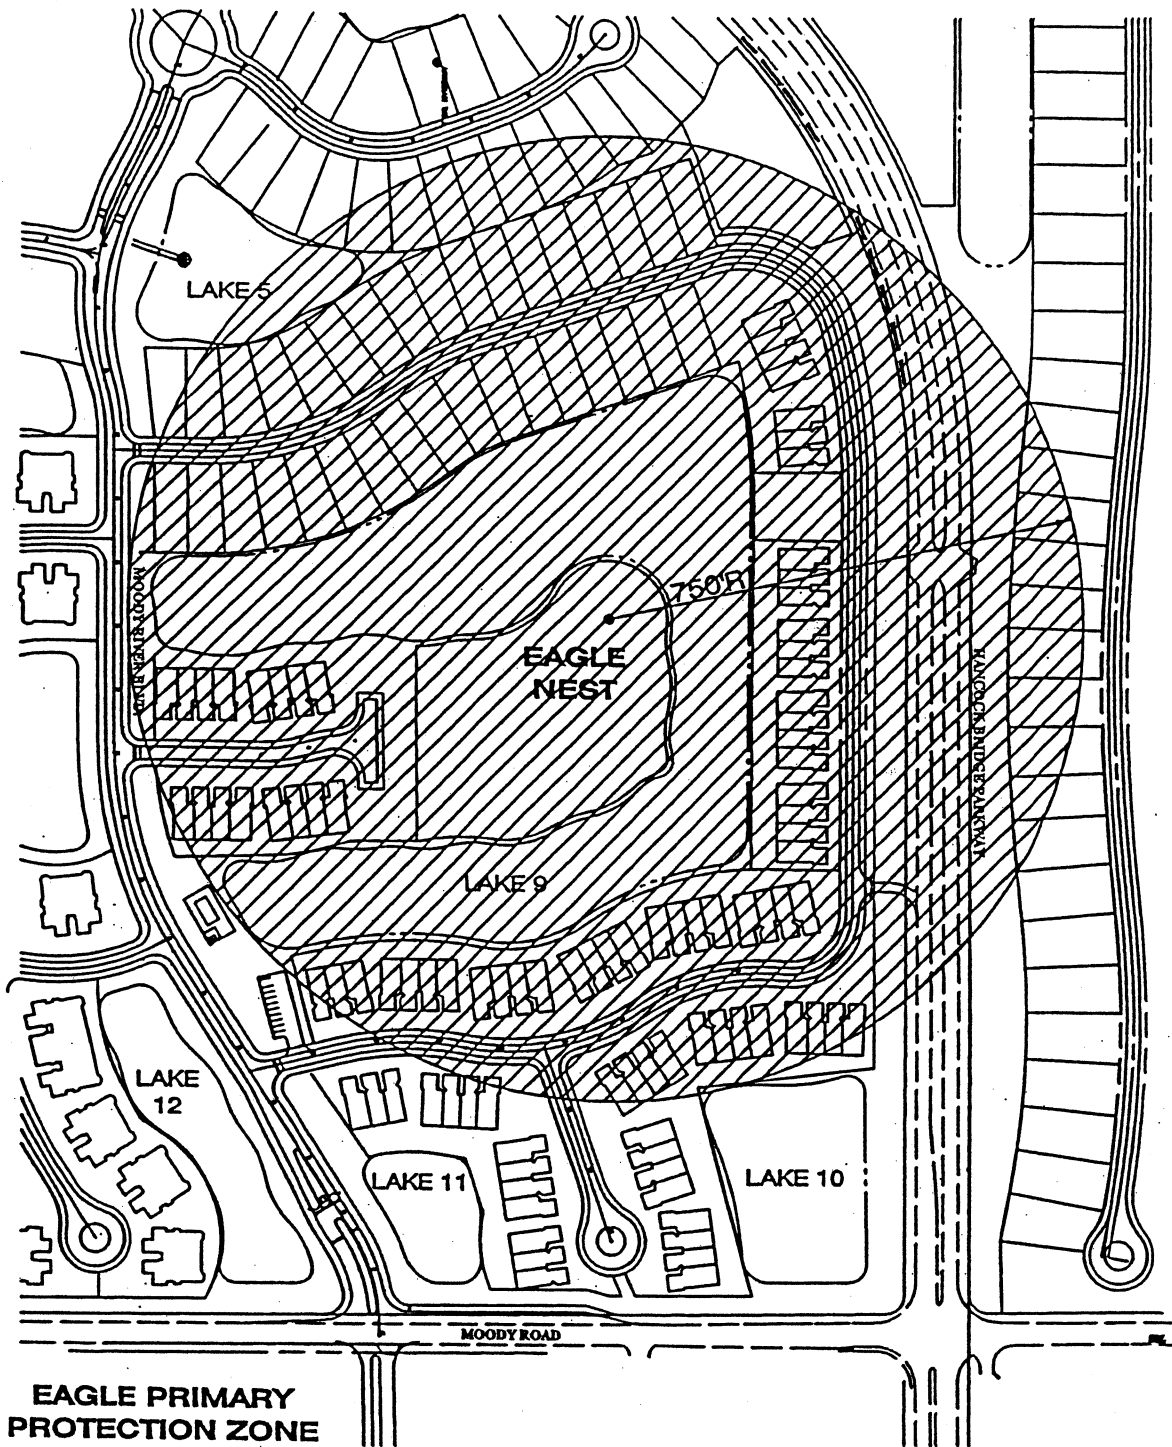 LAKE 5
750'R
EAGLE
NEST
MOODY RIVER BLVD
HANCOCK BRIDGE PARKWAY
LAKE 9
LAKE
12
LAKE 11
LAKE 10
MOODY ROAD
EAGLE PRIMARY
PROTECTION ZONE